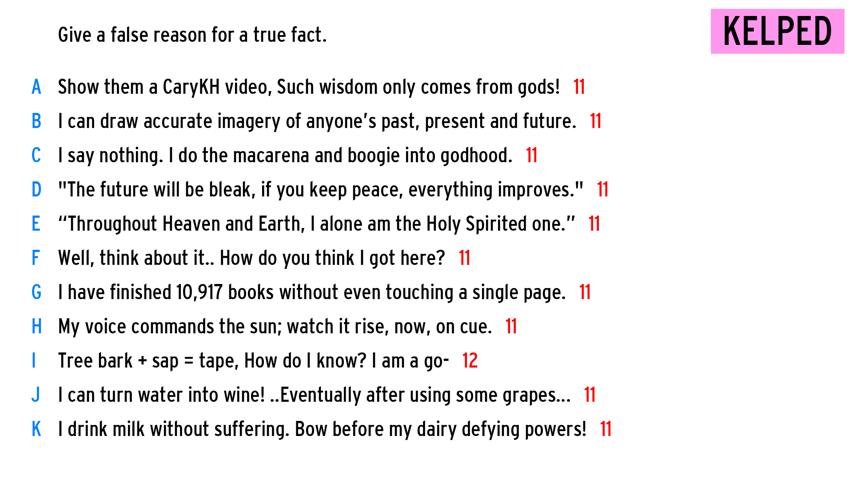 Give a false reason for a true fact.
KELPED
A Show them a CaryKH video, Such wisdom only comes from gods! 11
B I can draw accurate imagery of anyone's past, present and future. 11
C I say nothing. I do the macarena and boogie into godhood. 11
D "The future will be bleak, if you keep peace, everything improves." 11
E “Throughout Heaven and Earth, I alone am the Holy Spirited one.” 11
F Well, think about it.. How do you think I got here? 11
G I have finished 10,917 books without even touching a single page. 11
H My voice commands the sun; watch it rise, now, on cue. 11
I Tree bark + sap = tape, How do I know? I am a go- 12
J I can turn water into wine! ..Eventually after using some grapes... 11
K I drink milk without suffering. Bow before my dairy defying powers! 11